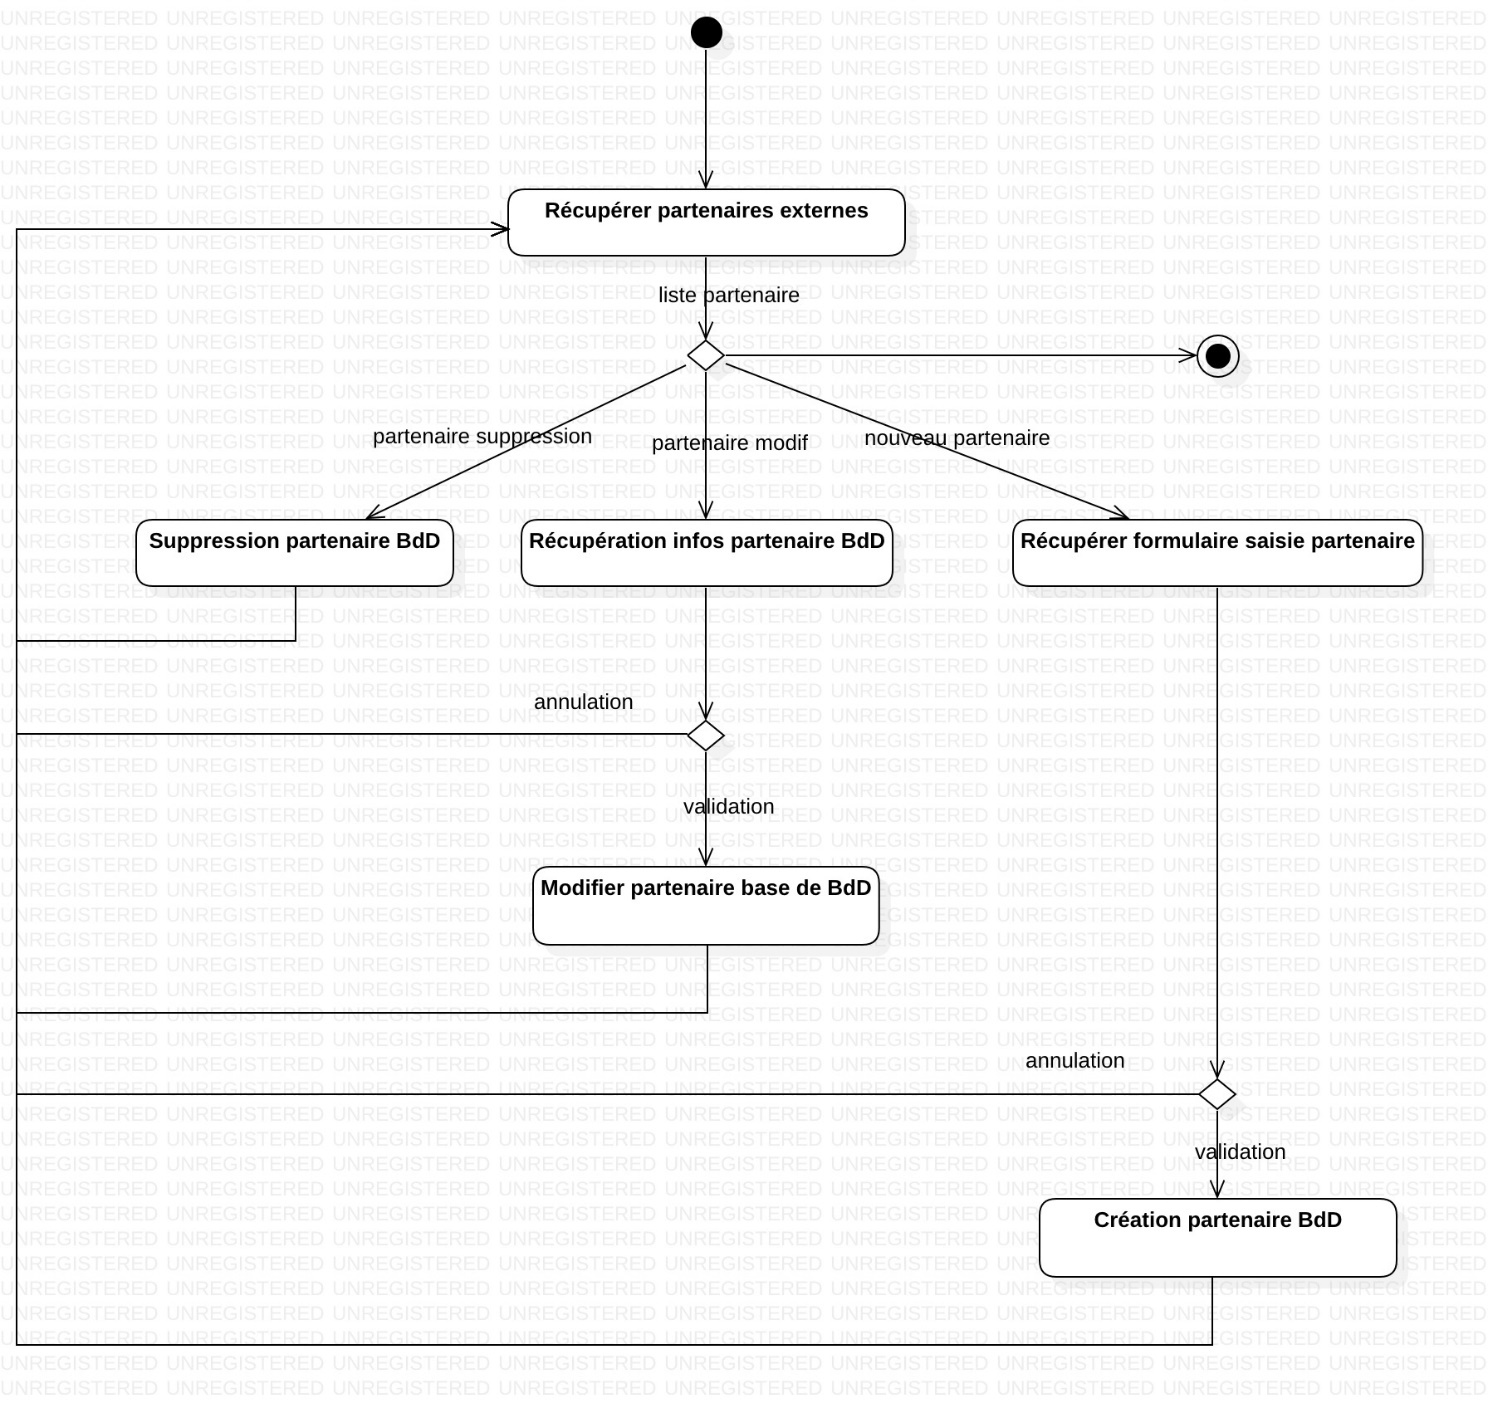 Récupérer partenaires externes
liste partenaire
partenaire suppression
partenaire modif
nouveau partenaire
Suppression partenaire BdD
Récupération infos partenaire BdD
Récupérer formulaire saisie partenaire
annulation
validation
Modifier partenaire base de BdD
annulation
validation
Création partenaire BdD
UNREGISTERED